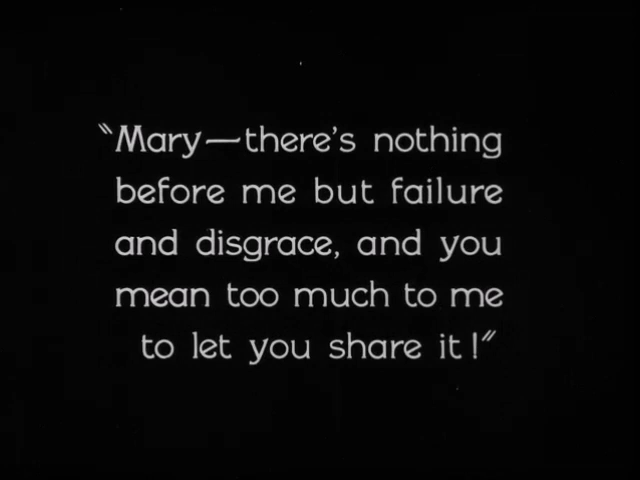 "Mary—there's nothing
before me but failure
and disgrace, and you
mean too much to me
to let you share it!"